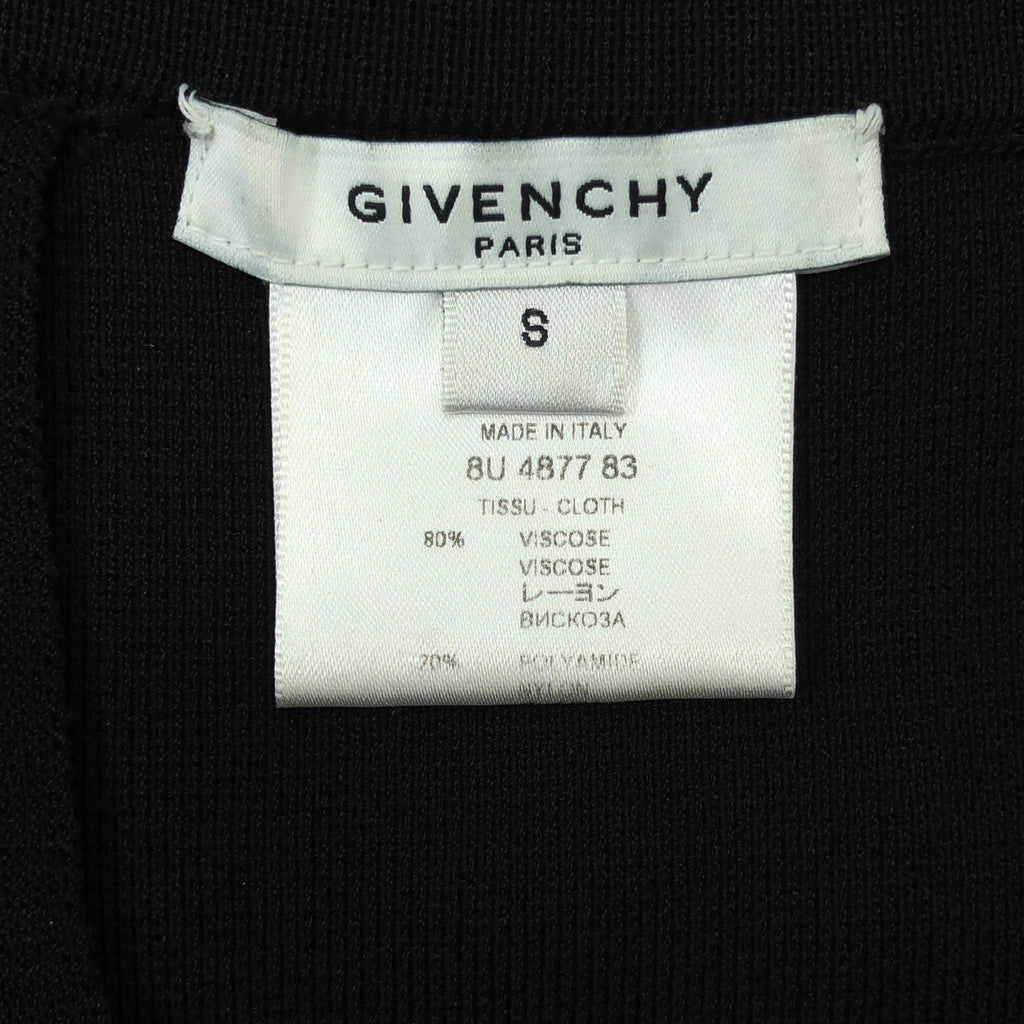 GIVENCHY
PARIS
S
MADE IN ITALY
8U 4877 83
TISSU - CLOTH
80% VISCOSE
VISCOSE
レーヨン
ВИСКОЗА
20% POLYAMIDE
NYLON